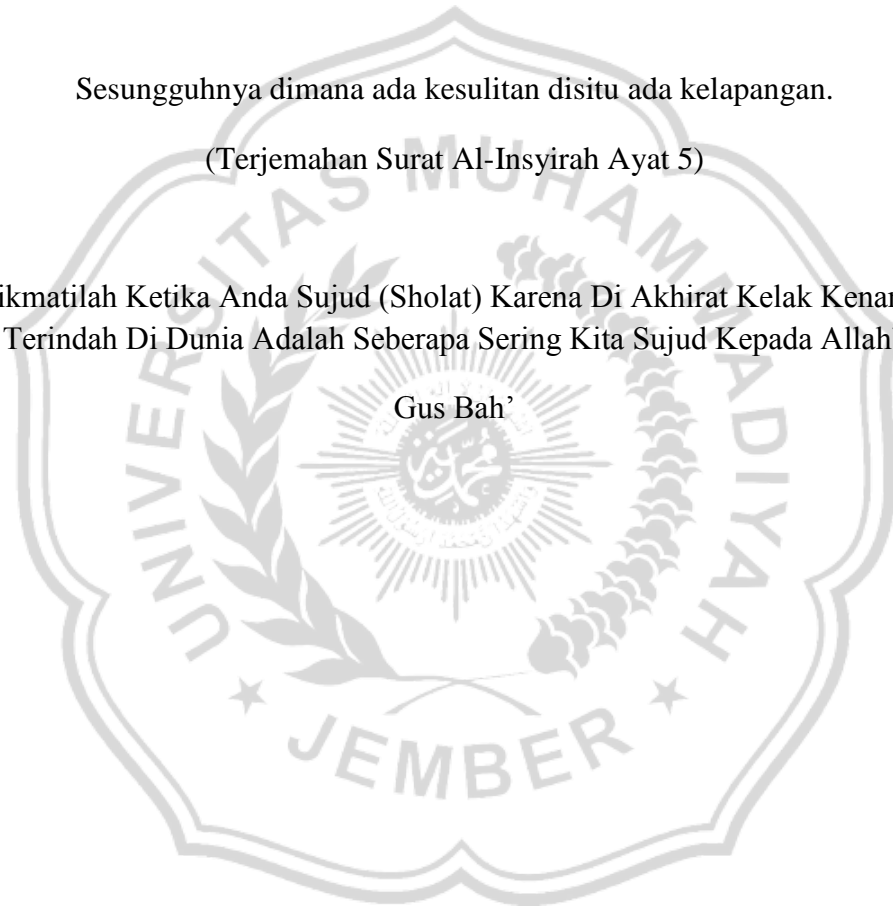 Sesungguhnya dimana ada kesulitan disitu ada kelapangan.
(Terjemahan Surat Al-Insyirah Ayat 5)
Ketika Anda Sujud (Sholat) Karena Di Akhirat Kelak
Terindah Di Dunia Adalah Seberapa Sering Kita Sujud Kepada Allah
Gus Bah’
UNIVERSITAS MUHAMMADIYAH
JEMBER
محمد